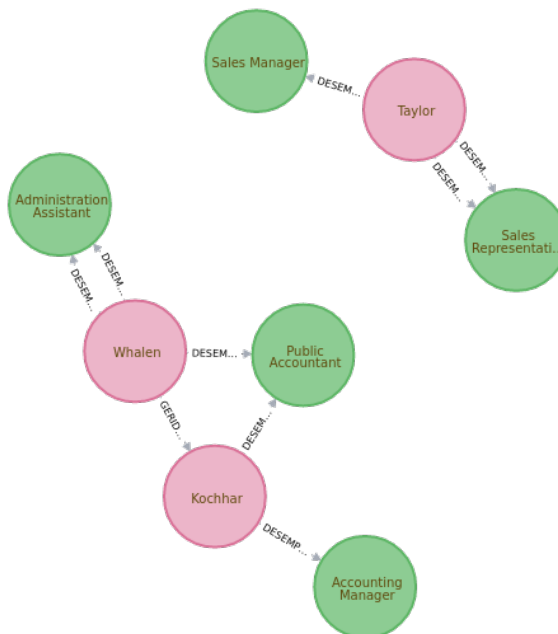 Sales Manager
DESEM...
Taylor
DESEM...
DESEM...
Administration
Assistant
Sales
Representati...
DESEM...
DESEM...
Whalen
DESEM...
Public
Accountant
GERID...
DESEM...
Kochhar
DESEMP...
Accounting
Manager